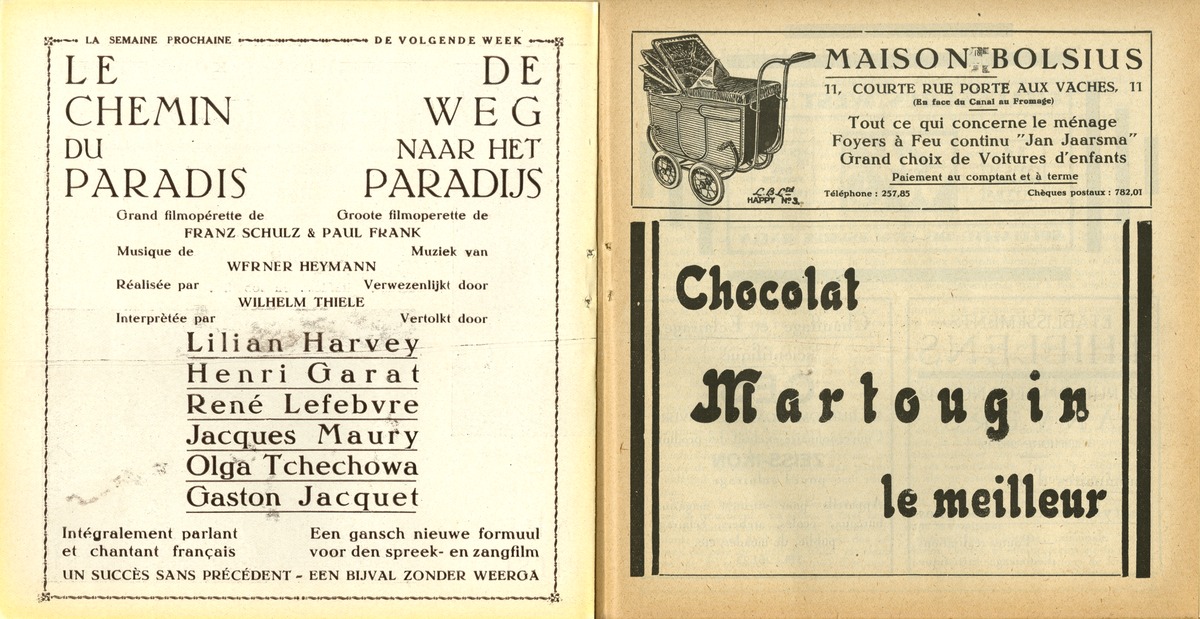 LA SEMAINE PROCHAINE
DE VOLGENDE WEEK
LE
CHEMIN
DU
PARADIS
DE
WEG
NAAR HET
PARADIJS
Grand filmopérette de
Groote filmoperette de
FRANZ SCHULZ & PAUL FRANK
Musique de
Muziek van
WERNER HEYMANN
Réalisée par
Verwezenlijkt door
WILHELM THIELE
Interprètée par
Vertolkt door
Lilian Harvey
Henri Garat
René Lefebvre
Jacques Maury
Olga Tchechowa
Gaston Jacquet
Intégralement parlant
et chantant français
Een gansch nieuwe formuul
voor den spreek- en zangfilm
UN SUCCÈS SANS PRÉCÉDENT - EEN BIJVAL ZONDER WEERGA
MAISON BOLSIUS
11, COURTE RUE PORTE AUX VACHES, 11
(En face du Canal au Fromage)
Tout ce qui concerne le ménage
Foyers à Feu continu "Jan Jaarsma"
Grand choix de Voitures d'enfants
Paiement au comptant et à terme
Téléphone : 257,85
Chèques postaux : 782,01
L.B. Ltd
HAPPY No 3.
Chocolat
Martougin
le meilleur